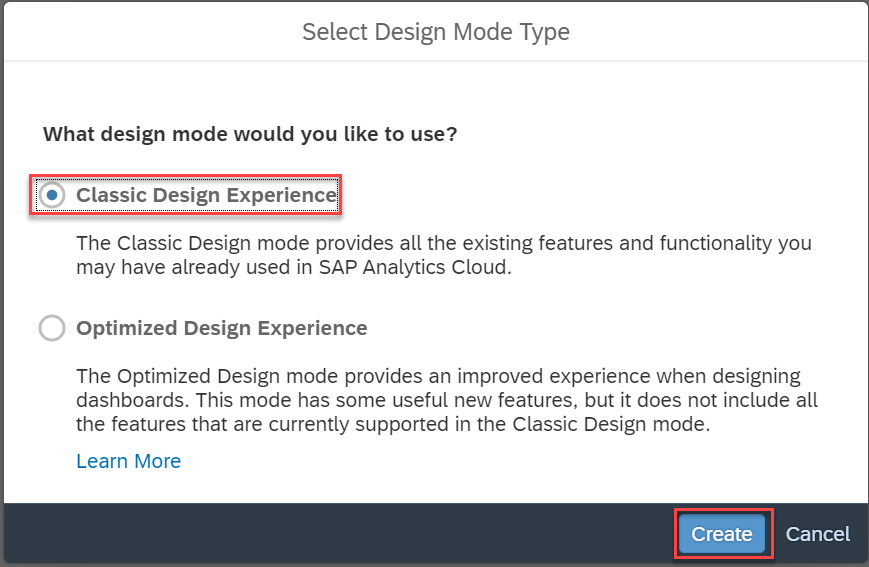 Select Design Mode Type
What design mode would you like to use?
Classic Design Experience
The Classic Design mode provides all the existing features and functionality you
may have already used in SAP Analytics Cloud.
Optimized Design Experience
The Optimized Design mode provides an improved experience when designing
dashboards. This mode has some useful new features, but it does not include all
the features that are currently supported in the Classic Design mode.
Learn More
Create Cancel